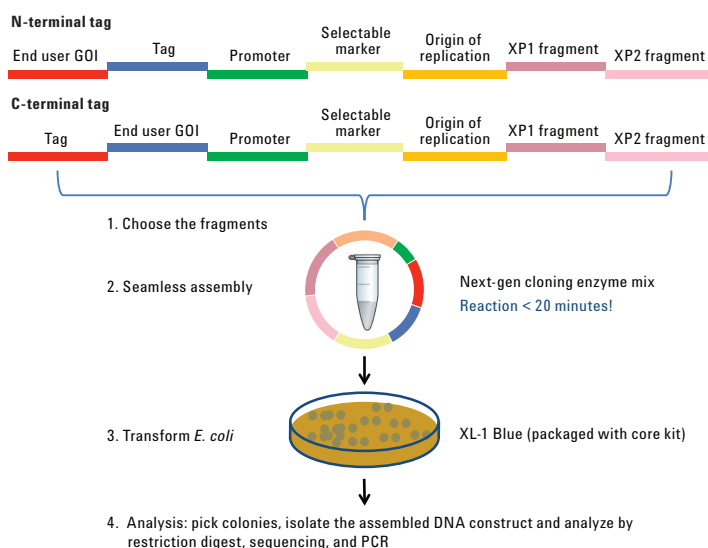 N-terminal tag
End user GOI
Tag
Promoter
Selectable
marker
Origin of
replication
XP1 fragment
XP2 fragment
C-terminal tag
Tag
End user GOI
Promoter
Selectable
marker
Origin of
replication
XP1 fragment
XP2 fragment
1. Choose the fragments
2. Seamless assembly
Next-gen cloning enzyme mix
Reaction < 20 minutes!
3. Transform E. coli
XL-1 Blue (packaged with core kit)
4. Analysis: pick colonies, isolate the assembled DNA construct and analyze by
restriction digest, sequencing, and PCR